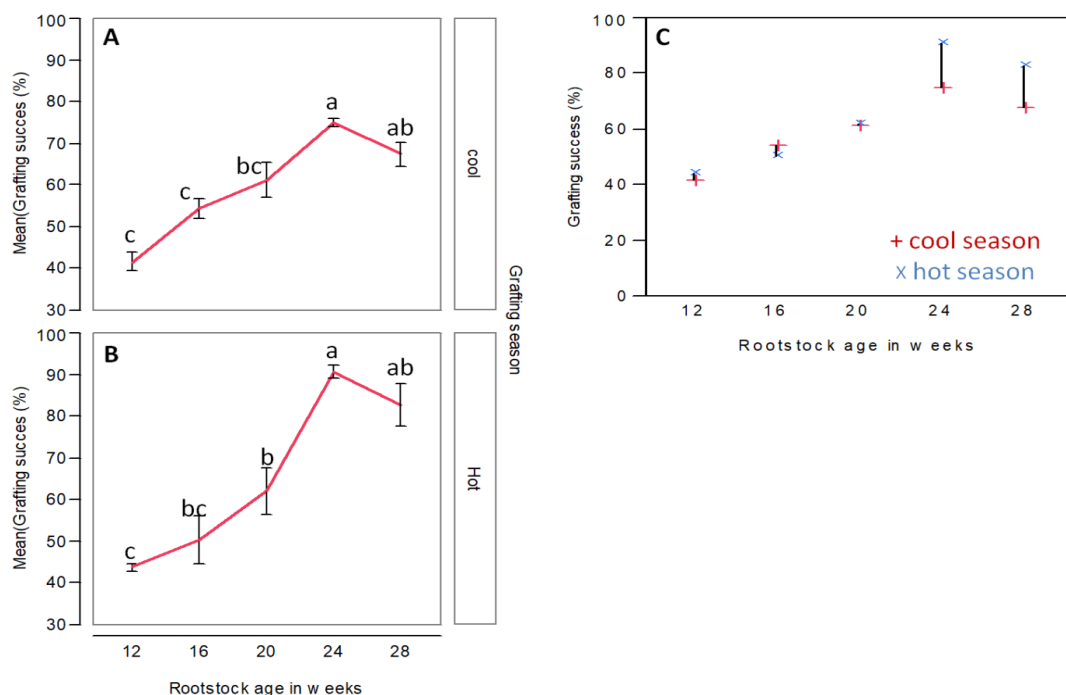 A
100
90
80
70
60
50
40
30
Mean(Grafting succes (%)
c
c
bc
a
ab
cool
B
100
90
80
70
60
50
40
30
Mean(Grafting succes (%)
c
bc
b
a
ab
Hot
Grafting season
12 16 20 24 28
Rootstock age in w eeks
C
100
80
60
40
20
0
Grafting success (%)
+ cool season
x hot season
12 16 20 24 28
Rootstock age in w eeks